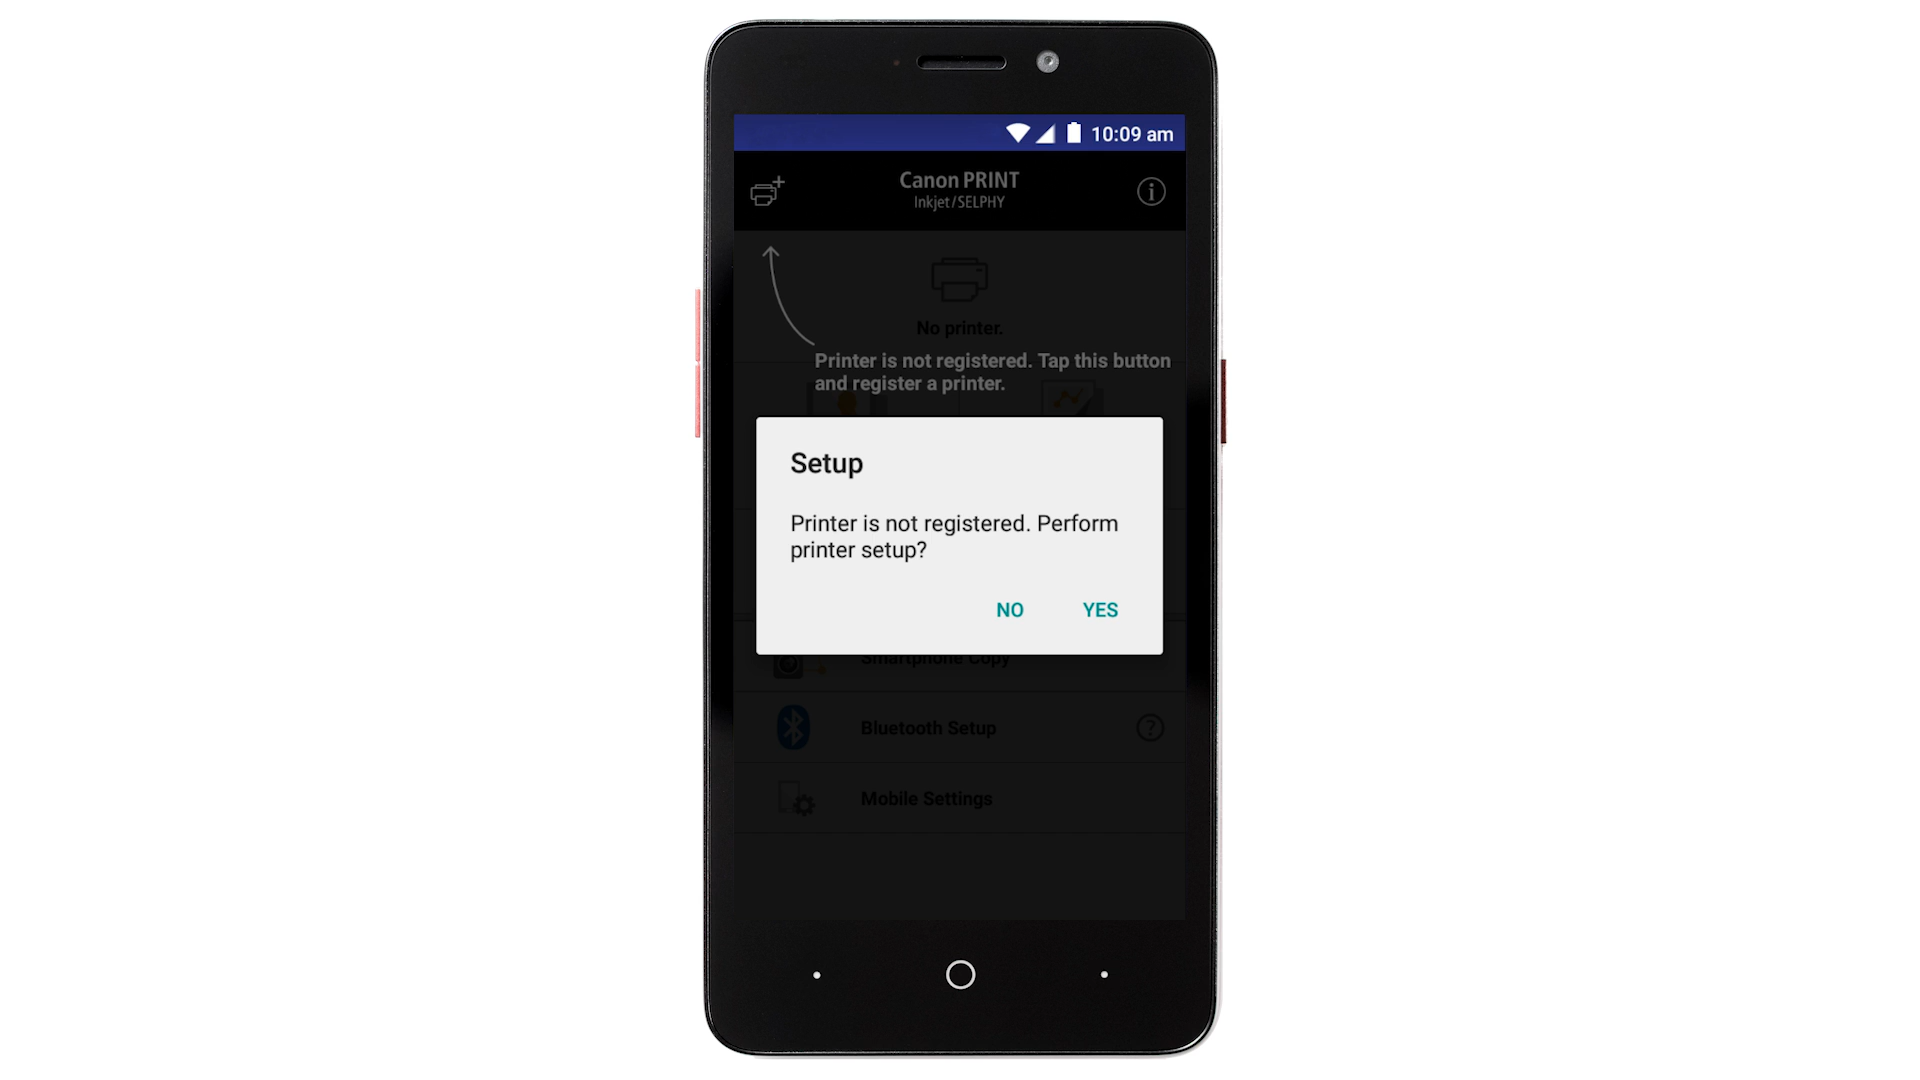 10:09 am
Canon PRINT
Inkjet/SELPHY
No printer.
Printer is not registered. Tap this button
and register a printer.
Setup
Printer is not registered. Perform
printer setup?
NO YES
Smartphone Copy
Bluetooth Setup
Mobile Settings